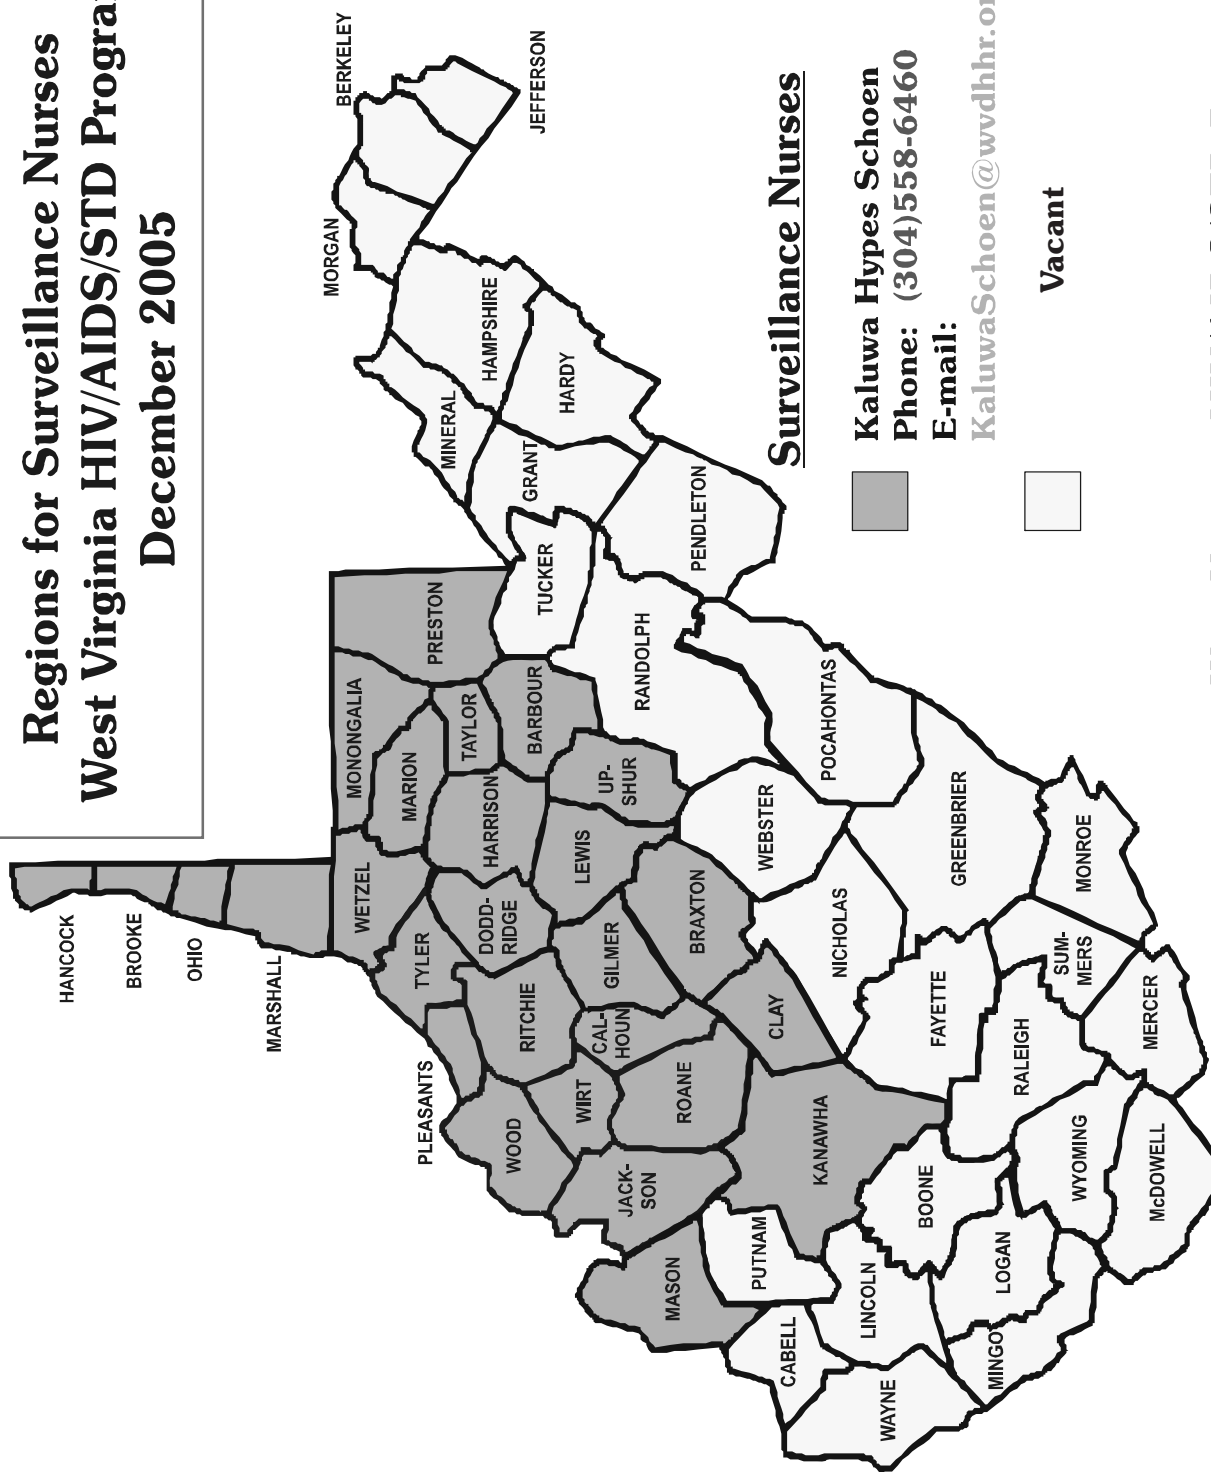 Regions for Surveillance Nurses
West Virginia HIV/AIDS/STD
December 2005
BERKELEY
JEFFERSON
MORGAN
HAMPSHIRE
MINERAL
HARDY
GRANT
PENDLETON
TUCKER
PRESTON
RANDOLPH
MONONGALIA
TAYLOR
BARBOUR
MARION
HARRISON
UP-
SHUR
POCAHONTAS
WEBSTER
GREENBRIER
MONROE
LEWIS
BRAXTON
NICHOLAS
WETZEL
DODD-
RIDGE
GILMER
TYLER
HANCOCK
BROOKE
OHIO
MARSHALL
RITCHIE
CAL-
HOUN
CLAY
FAYETTE
SUM-
MERS
RALEIGH
MERCER
PLEASANTS
WOOD
WIRT
ROANE
KANAWHA
JACK-
SON
BOONE
WYOMING
McDOWELL
MASON
PUTNAM
LINCOLN
LOGAN
CABELL
MINGO
WAYNE
Surveillance Nurses
Kaluwa Hypes Schoen
Phone: (304)558-6460
E-mail:
KaluwaSchoen@wvdhhr.or
Vacant